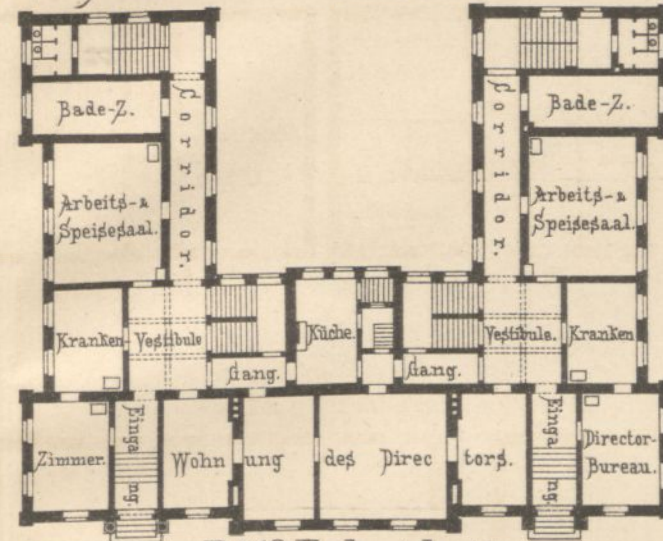 Bade-Z.
Bade-Z.
Corridor.
Corridor.
Arbeits- &
Speisesaal.
Arbeits- &
Speisesaal.
Kranken
Vestibule
Küche.
Vestibule.
Kranken
Gang.
Gang.
Zimmer.
Eingang.
Wohnung des Directors.
Eingang.
Director-
Bureau.